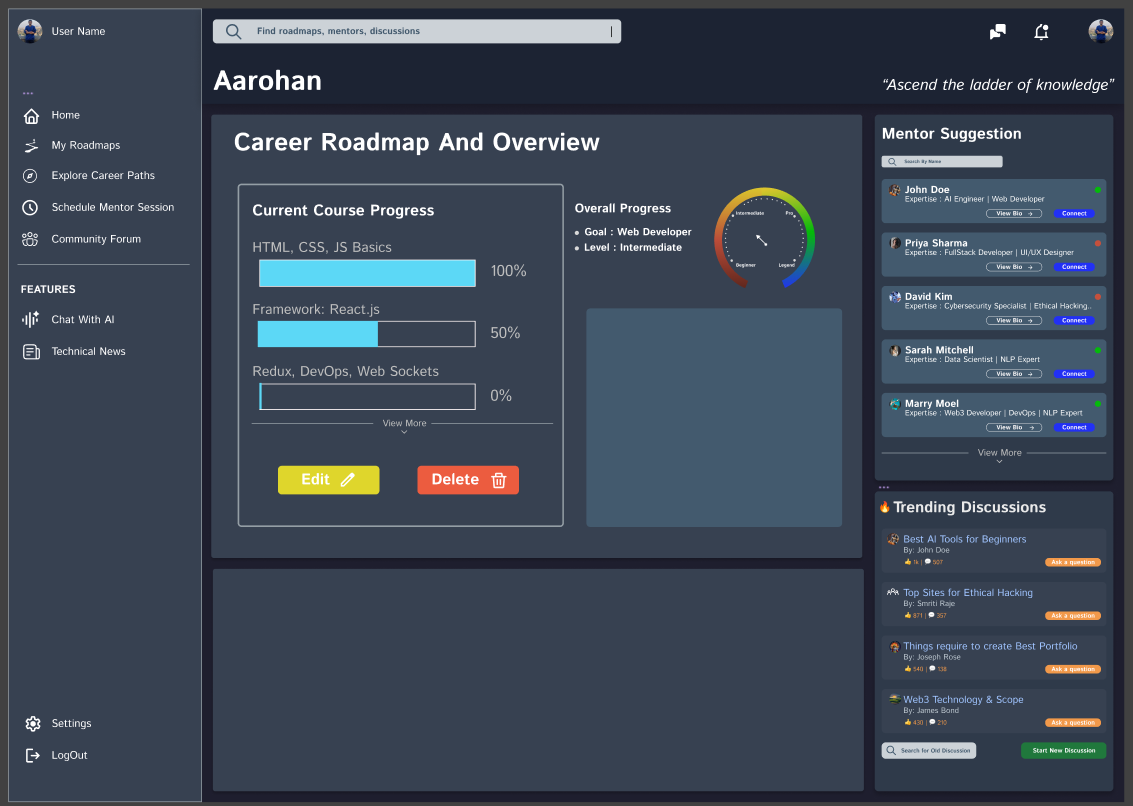 User Name
...
Home
My Roadmaps
Explore Career Paths
Schedule Mentor Session
Community Forum
FEATURES
Chat With AI
Technical News
Settings
LogOut
Find roadmaps, mentors, discussions
Aarohan
“Ascend the ladder of knowledge”
Career Roadmap And Overview
Current Course Progress
HTML, CSS, JS Basics
100%
Framework: React.js
50%
Redux, DevOps, Web Sockets
0%
View More
Edit
Delete
Overall Progress
• Goal : Web Developer
• Level : Intermediate
Intermediate
Pro
Beginner
Legend
Mentor Suggestion
Search By Name
John Doe
Expertise : AI Engineer | Web Developer
View Bio →
Connect
Priya Sharma
Expertise : FullStack Developer | UI/UX Designer
View Bio →
Connect
David Kim
Expertise : Cybersecurity Specialist | Ethical Hacking..
View Bio →
Connect
Sarah Mitchell
Expertise : Data Scientist | NLP Expert
View Bio →
Connect
Marry Moel
Expertise : Web3 Developer | DevOps | NLP Expert
View Bio →
Connect
View More
...
🔥Trending Discussions
Best AI Tools for Beginners
By: John Doe
👍 1k | 💬 507
Ask a question
Top Sites for Ethical Hacking
By: Smriti Raje
👍 871 | 💬 357
Ask a question
Things require to create Best Portfolio
By: Joseph Rose
👍 540 | 💬 138
Ask a question
Web3 Technology & Scope
By: James Bond
👍 430 | 💬 210
Ask a question
Search for Old Discussion
Start New Discussion